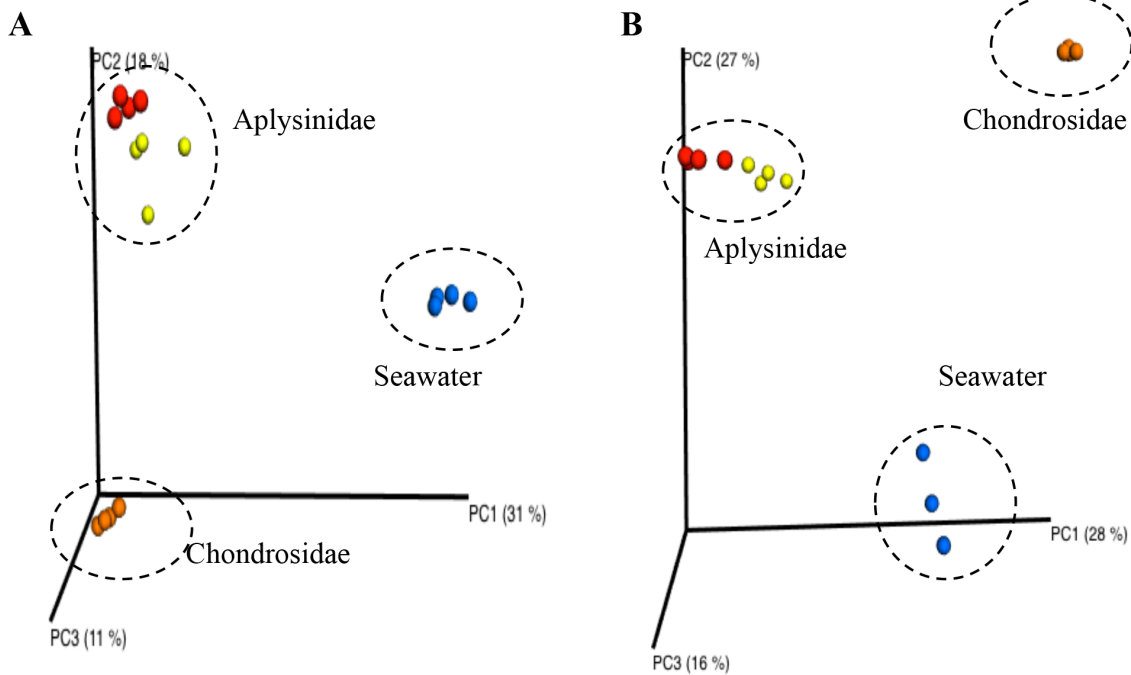 A
PC2 (18 %)
Aplysinidae
Seawater
PC1 (31 %)
Chondrosidae
PC3 (11 %)
B
PC2 (27 %)
Chondrosidae
Aplysinidae
Seawater
PC1 (28 %)
PC3 (16 %)